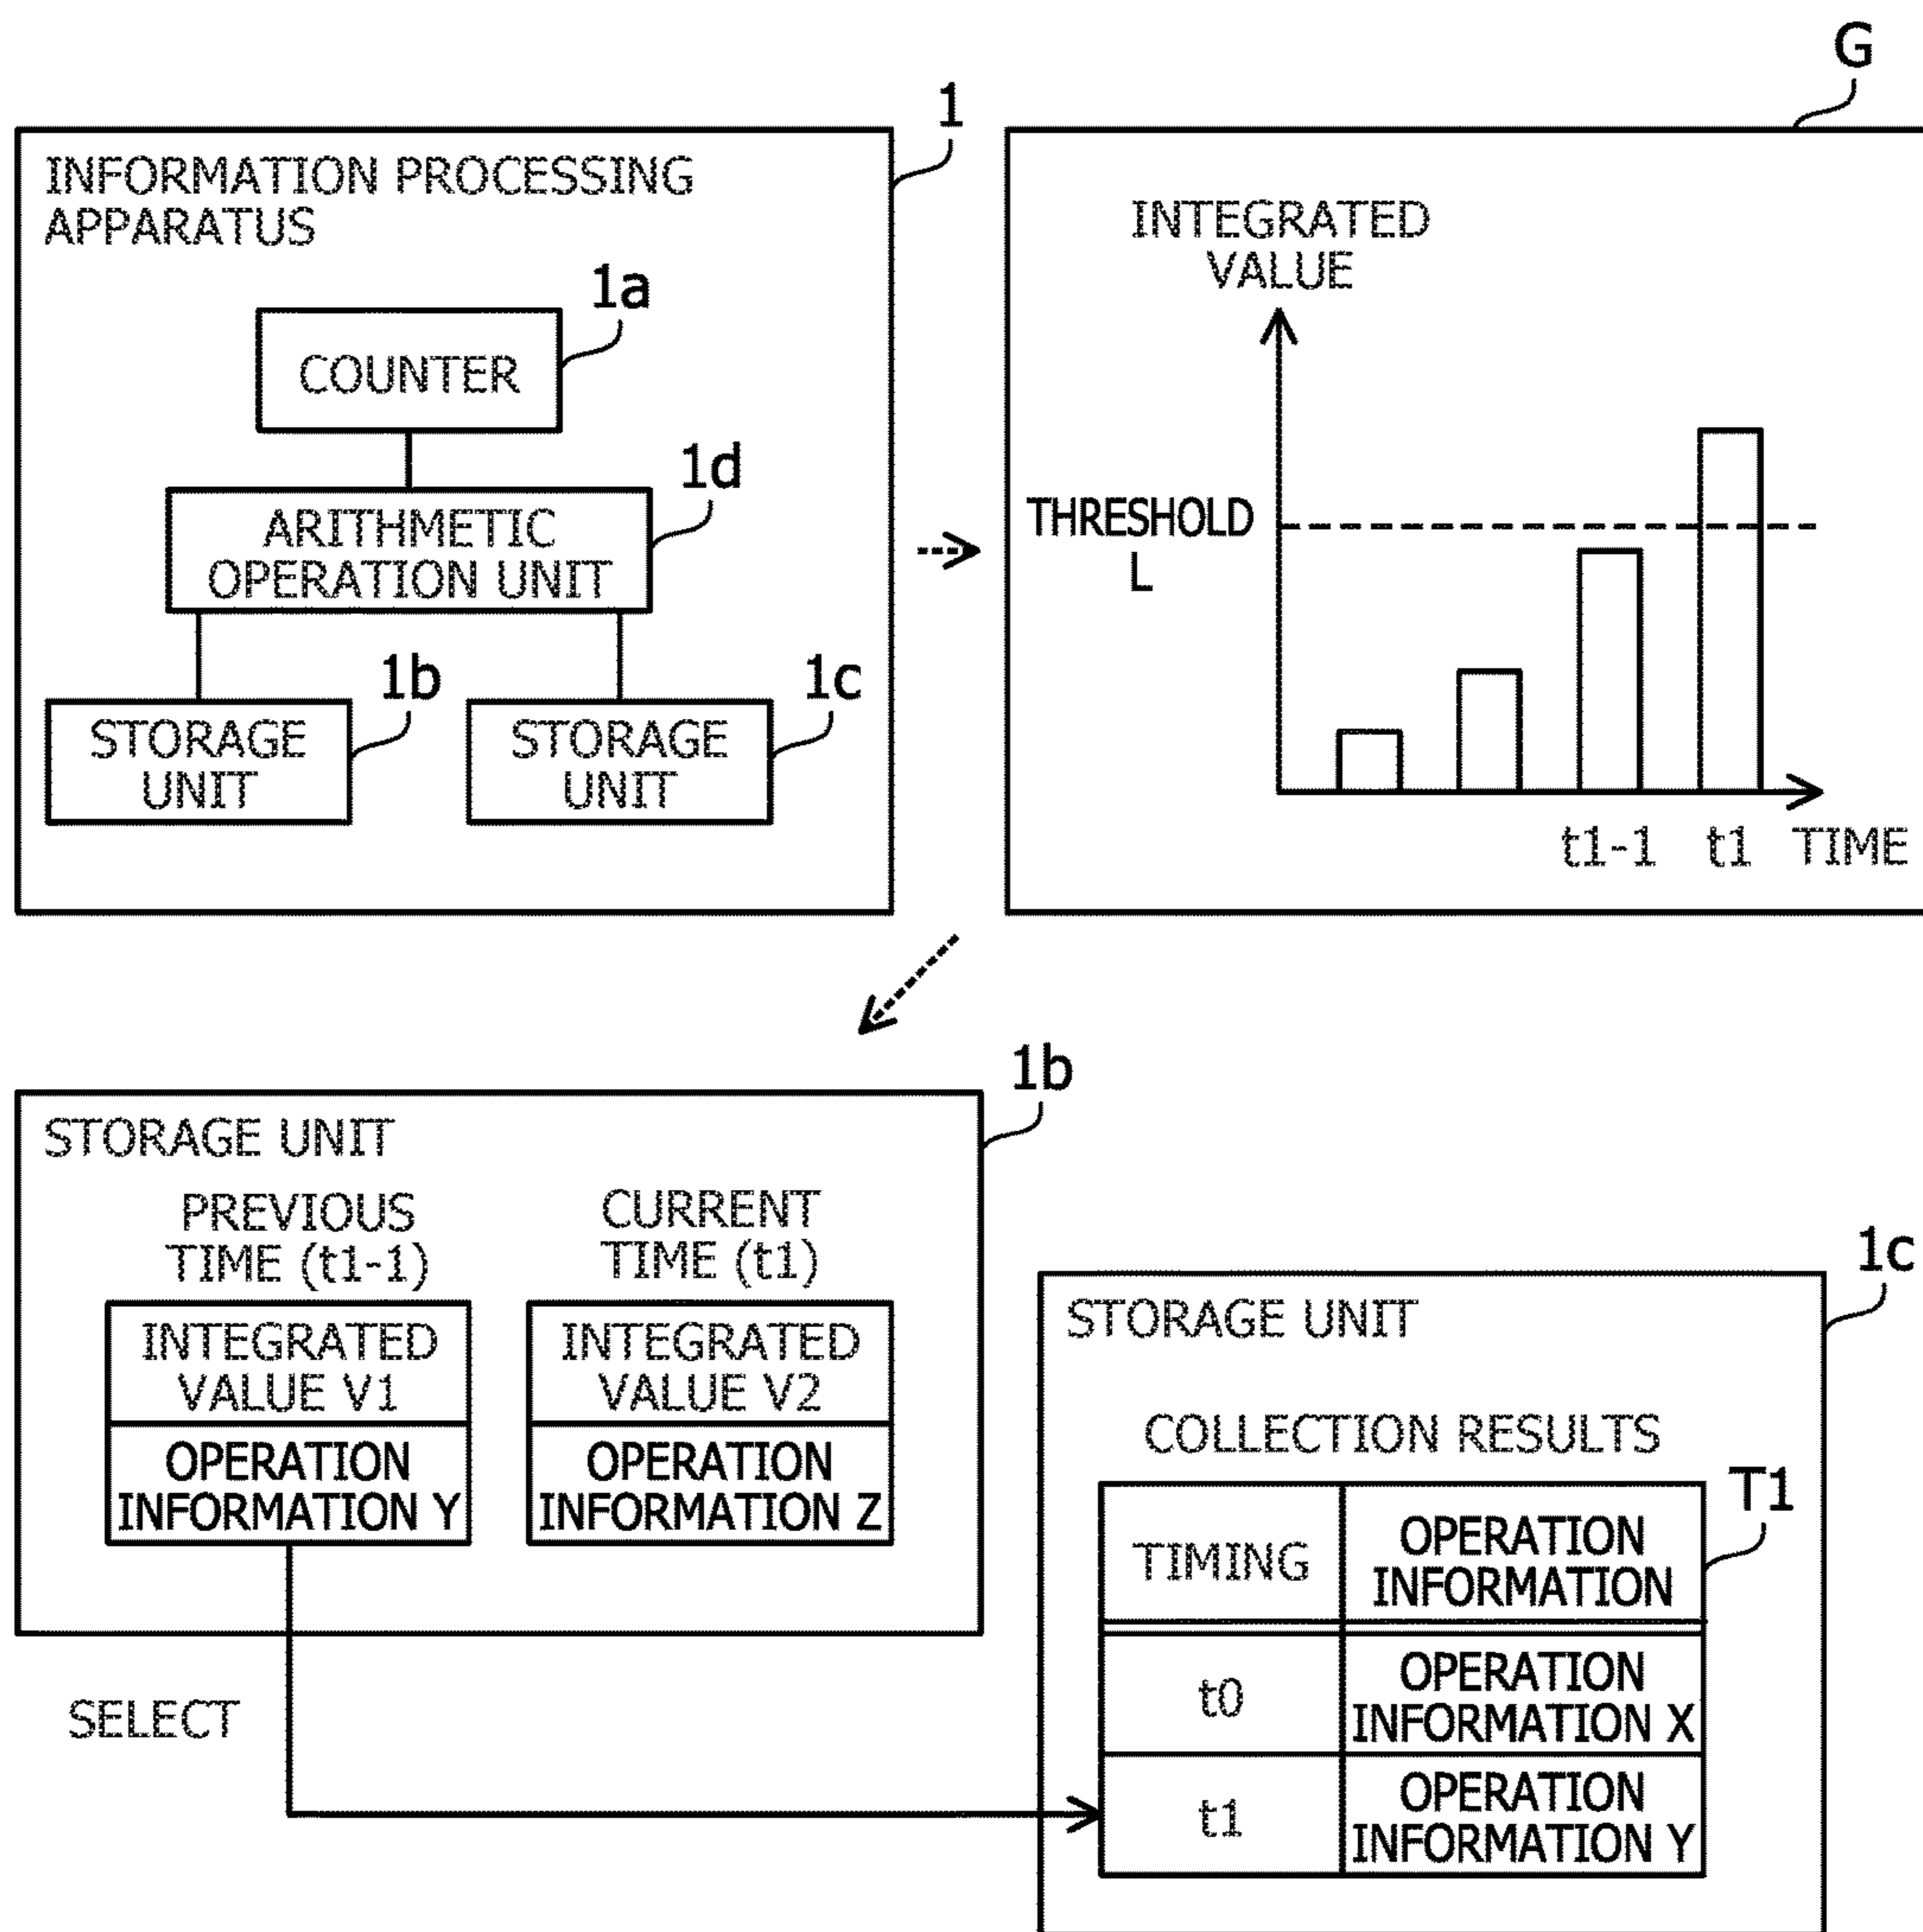 G
1
INFORMATION PROCESSING
APPARATUS
1a
COUNTER
1d
ARITHMETIC
OPERATION UNIT
1b
STORAGE
UNIT
1c
STORAGE
UNIT
INTEGRATED
VALUE
THRESHOLD
L
t1-1 t1 TIME
1b
STORAGE UNIT
PREVIOUS
TIME (t1-1)
INTEGRATED
VALUE V1
OPERATION
INFORMATION Y
CURRENT
TIME (t1)
INTEGRATED
VALUE V2
OPERATION
INFORMATION Z
SELECT
1c
STORAGE UNIT
COLLECTION RESULTS
T1
TIMING
OPERATION
INFORMATION
t0
OPERATION
INFORMATION X
t1
OPERATION
INFORMATION Y